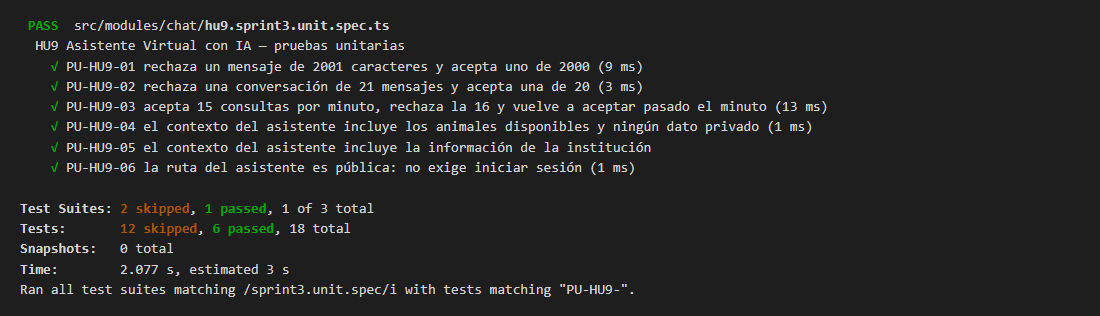 PASS src/modules/chat/hu9.sprint3.unit.spec.ts
HU9 Asistente Virtual con IA — pruebas unitarias
√ PU-HU9-01 rechaza un mensaje de 2001 caracteres y acepta uno de 2000 (9 ms)
√ PU-HU9-02 rechaza una conversación de 21 mensajes y acepta una de 20 (3 ms)
√ PU-HU9-03 acepta 15 consultas por minuto, rechaza la 16 y vuelve a aceptar pasado el minuto (13 ms)
√ PU-HU9-04 el contexto del asistente incluye los animales disponibles y ningún dato privado (1 ms)
√ PU-HU9-05 el contexto del asistente incluye la información de la institución
√ PU-HU9-06 la ruta del asistente es pública: no exige iniciar sesión (1 ms)
Test Suites: 2 skipped, 1 passed, 1 of 3 total
Tests: 12 skipped, 6 passed, 18 total
Snapshots: 0 total
Time: 2.077 s, estimated 3 s
Ran all test suites matching /sprint3.unit.spec/i with tests matching "PU-HU9-".